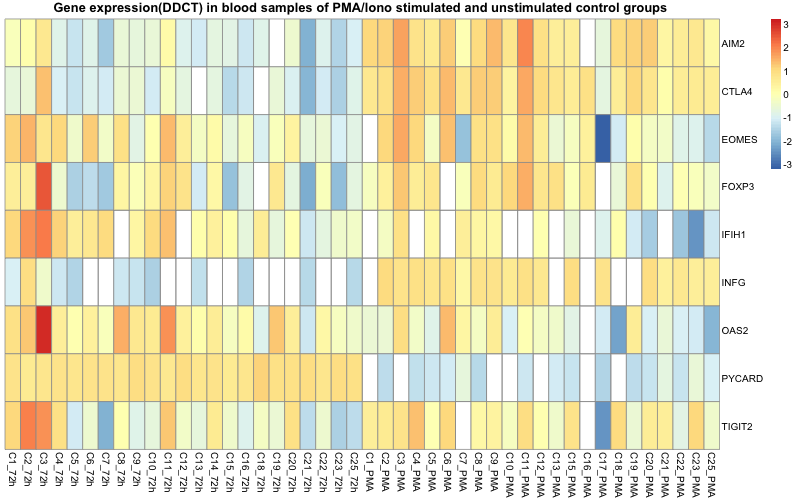 Gene expression(DDCT) in blood samples of PMA/Iono stimulated and unstimulated control groups
3
2
1
0
-1
-2
-3
AIM2
CTLA4
EOMES
FOXP3
IFIH1
INFG
OAS2
PYCARD
TIGIT2
C1_72h
C2_72h
C3_72h
C4_72h
C5_72h
C6_72h
C7_72h
C8_72h
C9_72h
C10_72h
C11_72h
C12_72h
C13_72h
C14_72h
C15_72h
C16_72h
C18_72h
C19_72h
C20_72h
C21_72h
C22_72h
C23_72h
C25_72h
C1_PMA
C2_PMA
C3_PMA
C4_PMA
C5_PMA
C6_PMA
C7_PMA
C8_PMA
C9_PMA
C10_PMA
C11_PMA
C12_PMA
C13_PMA
C15_PMA
C16_PMA
C17_PMA
C18_PMA
C19_PMA
C20_PMA
C21_PMA
C22_PMA
C23_PMA
C25_PMA